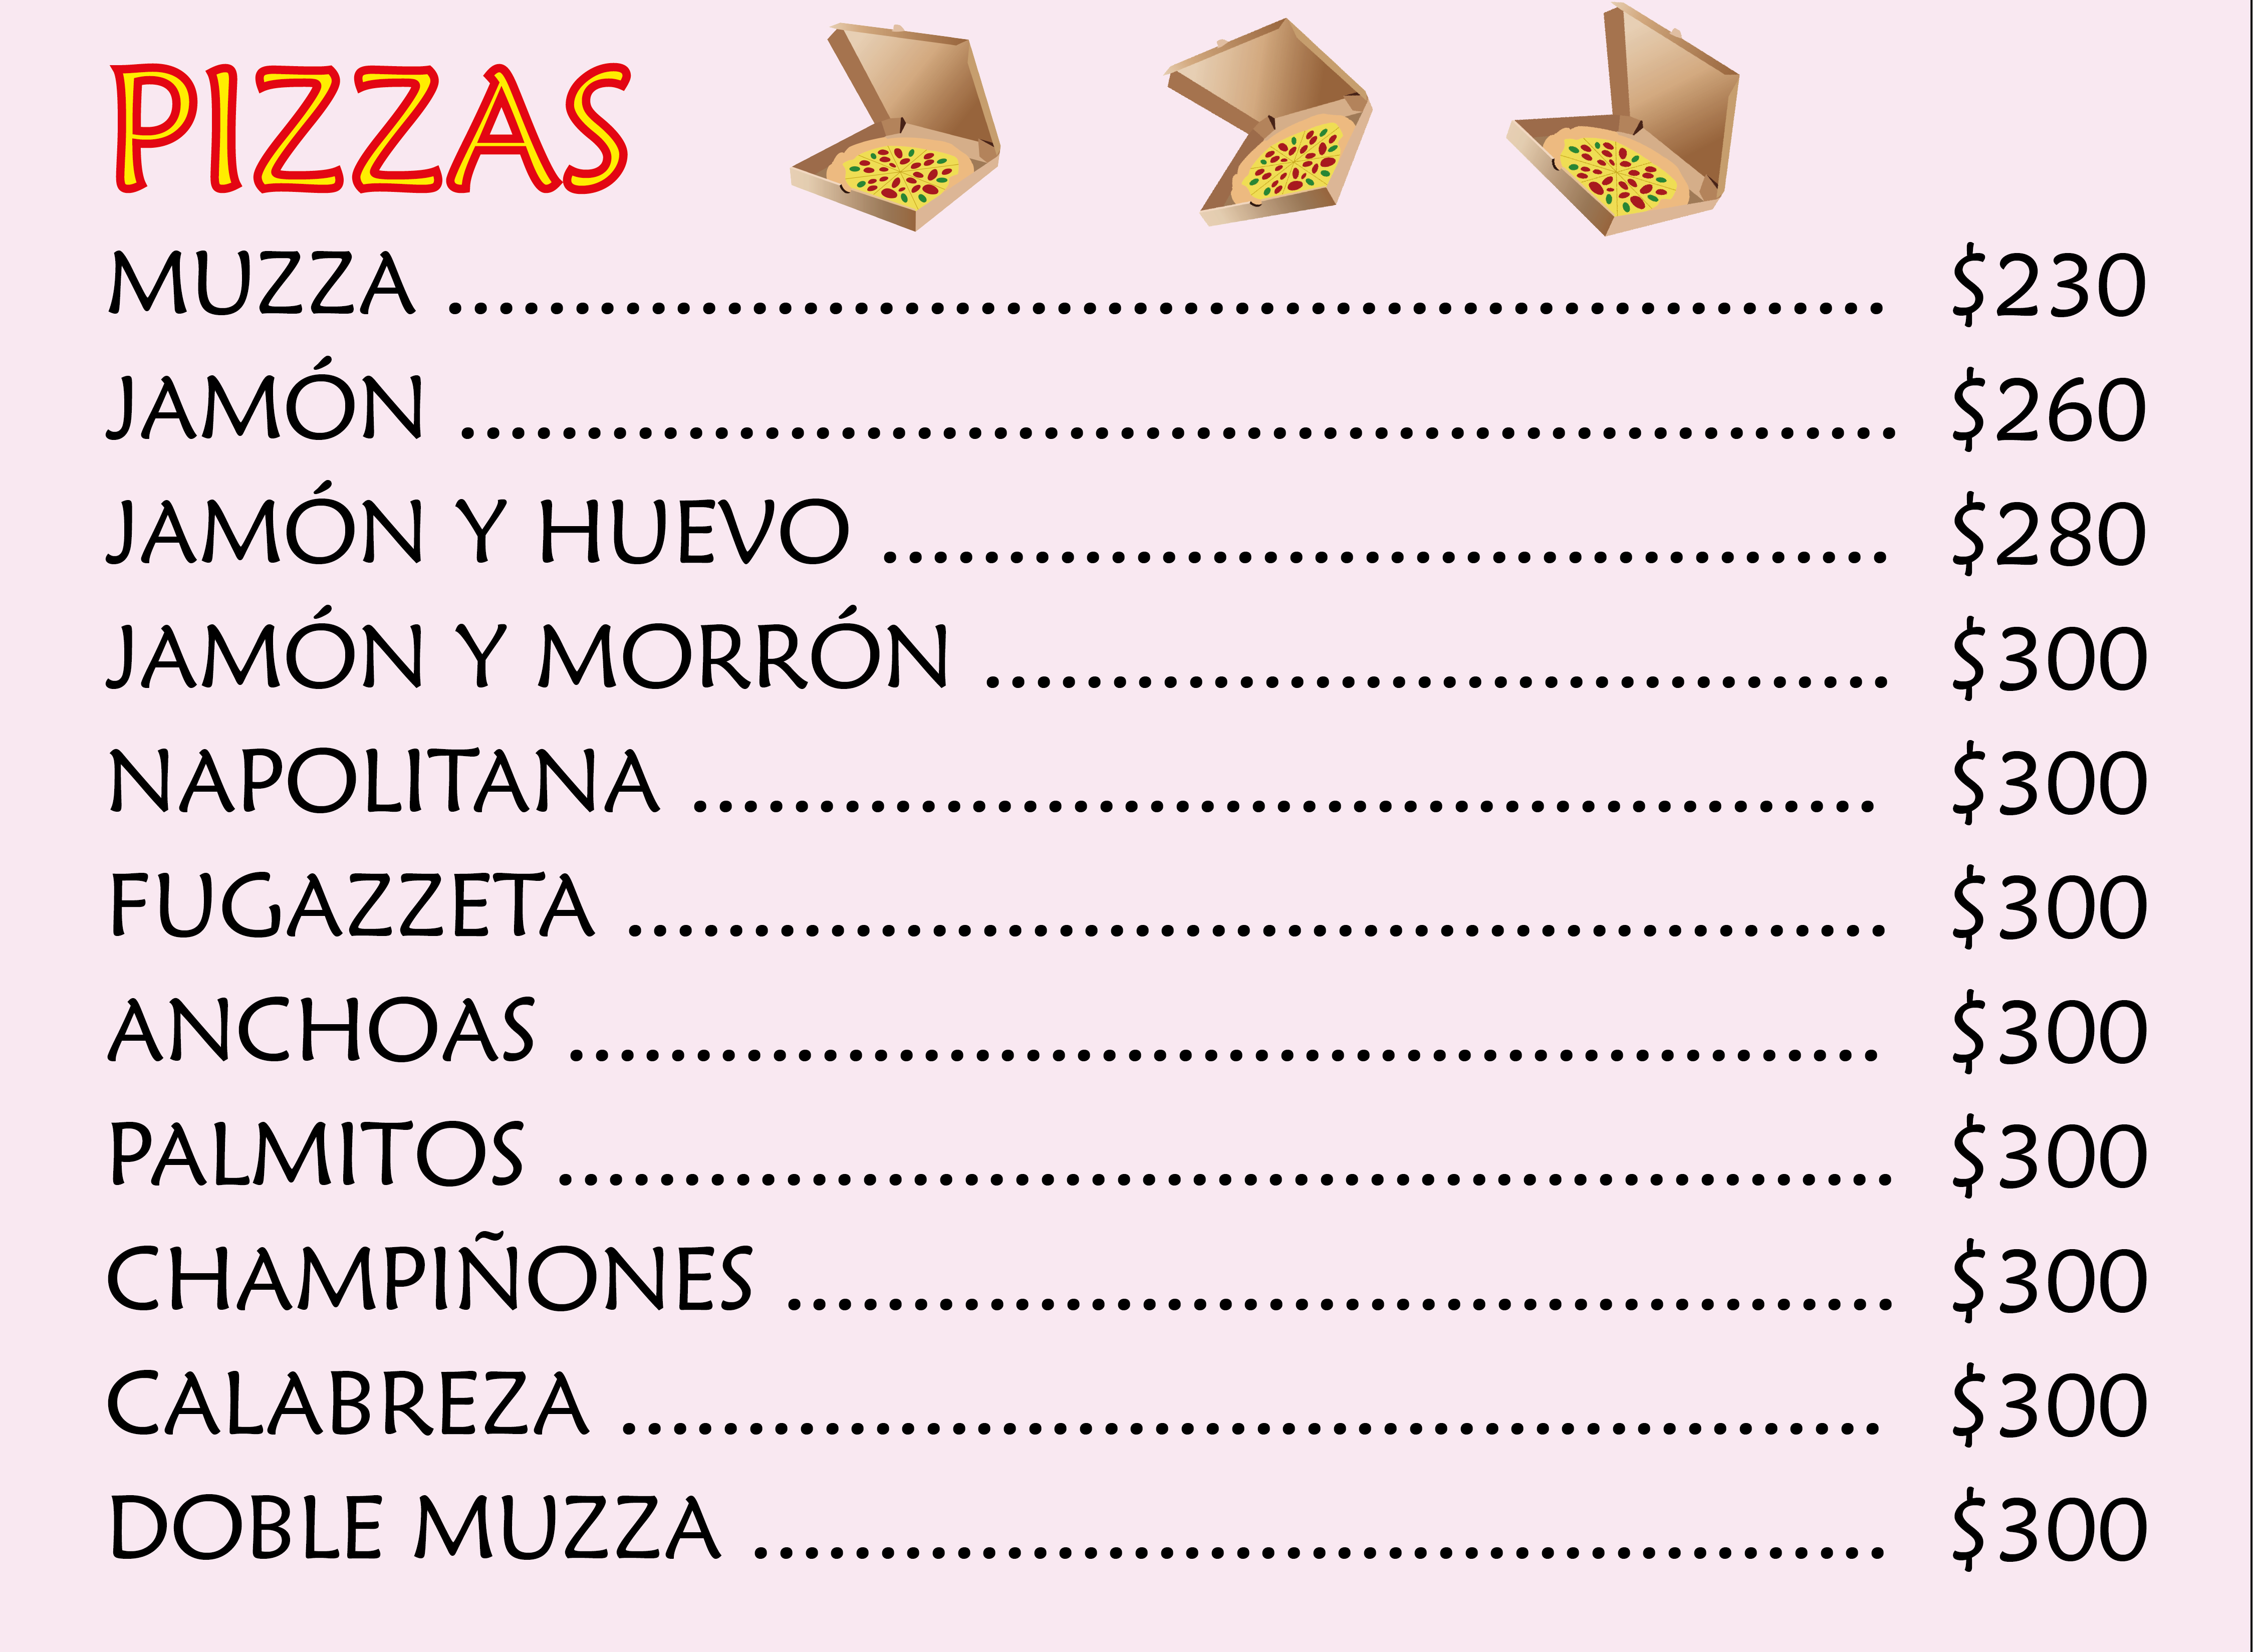 PIZZAS
MUZZA ......................................................... $230
JAMÓN ......................................................... $260
JAMÓN Y HUEVO ........................................ $280
JAMÓN Y MORRÓN .................................... $300
NAPOLITANA ............................................... $300
FUGAZZETA .................................................. $300
ANCHOAS .................................................... $300
PALMITOS ..................................................... $300
CHAMPIÑONES ............................................ $300
CALABREZA .................................................. $300
DOBLE MUZZA ............................................. $300